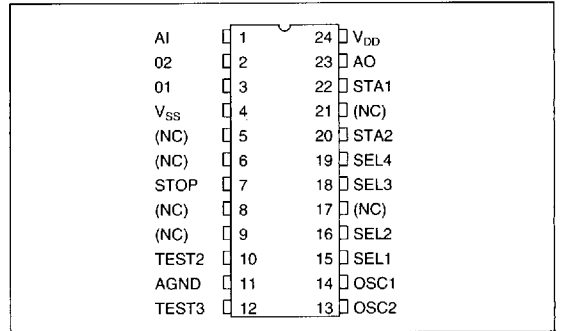 AI 1 24 VDD
02 2 23 AO
01 3 22 STA1
VSS 4 21 (NC)
(NC) 5 20 STA2
(NC) 6 19 SEL4
STOP 7 18 SEL3
(NC) 8 17 (NC)
(NC) 9 16 SEL2
TEST2 10 15 SEL1
AGND 11 14 OSC1
TEST3 12 13 OSC2